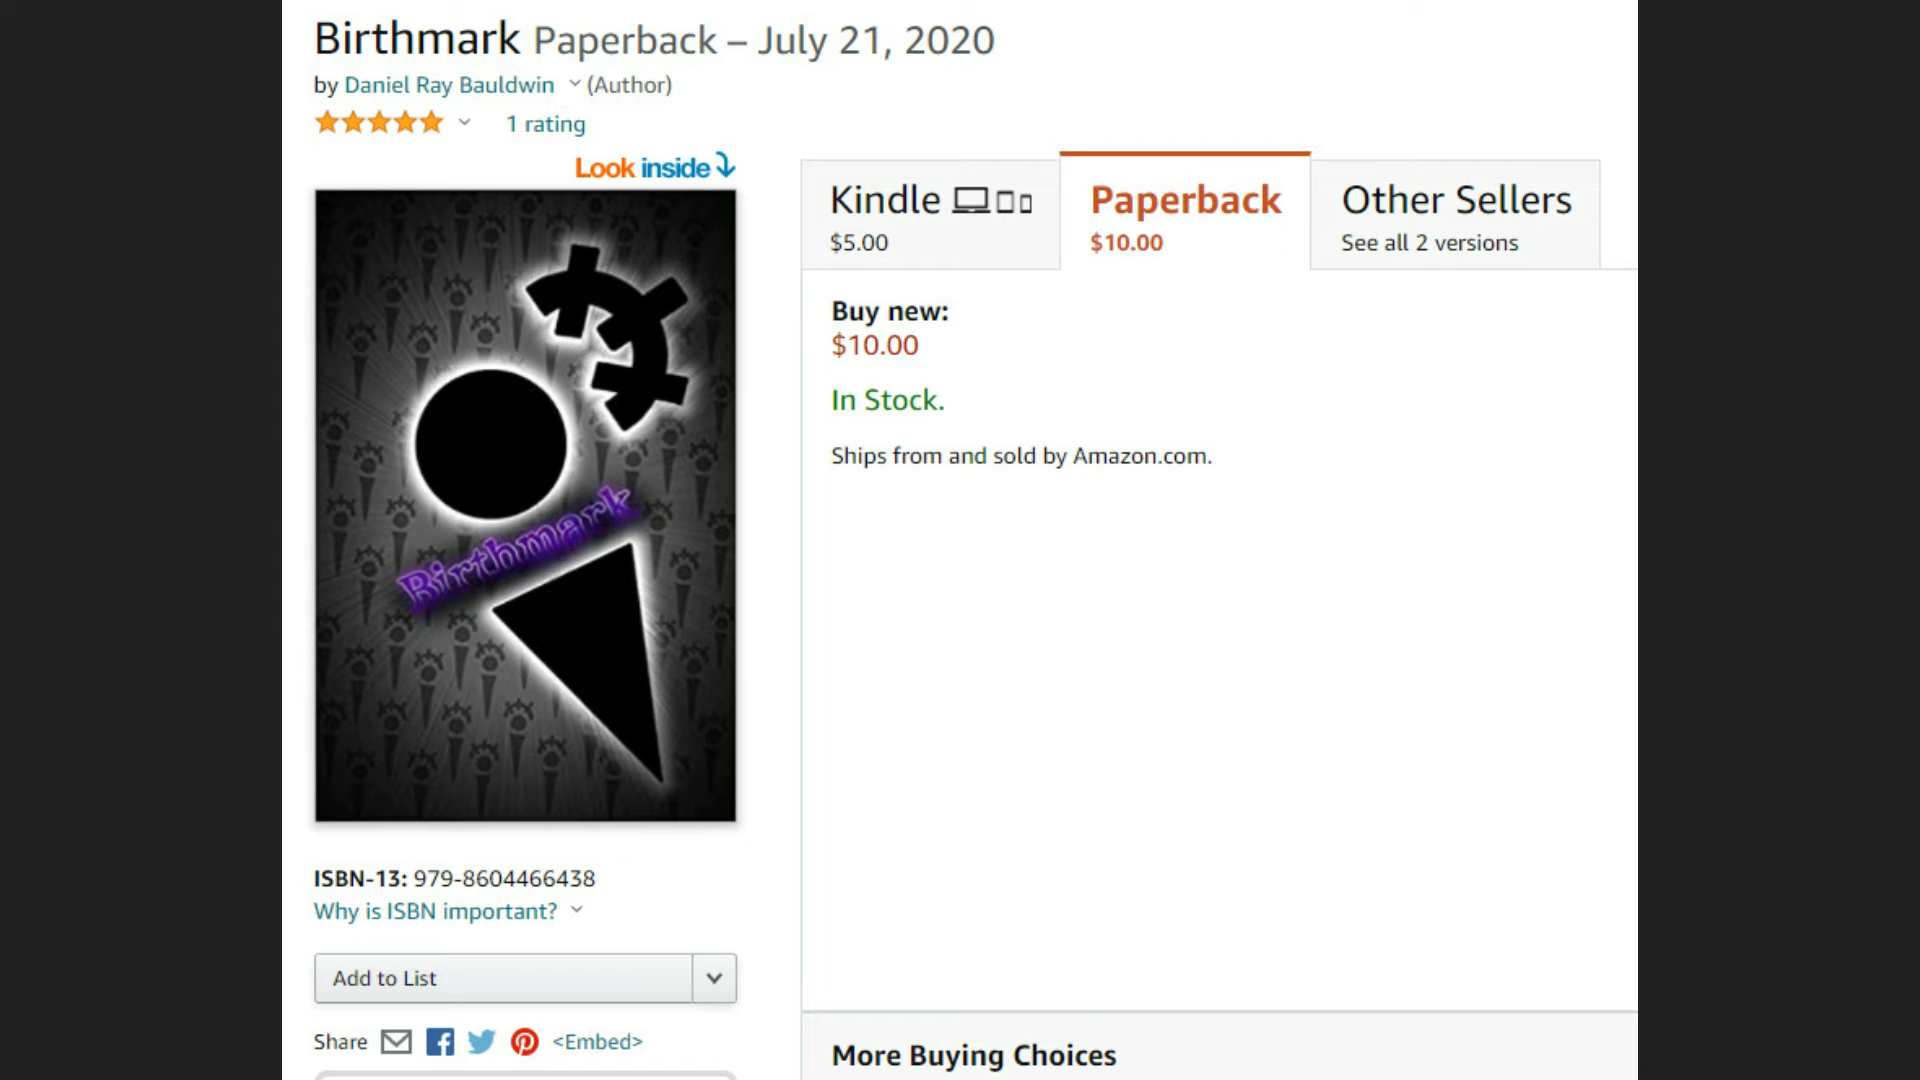 Birthmark Paperback – July 21, 2020
by Daniel Ray Bauldwin (Author)
1 rating
Look inside
Kindle
$5.00
Paperback
$10.00
Other Sellers
See all 2 versions
Buy new:
$10.00
In Stock.
Ships from and sold by Amazon.com.
Birthmark
ISBN-13: 979-8604466438
Why is ISBN important?
Add to List
Share <Embed>
More Buying Choices